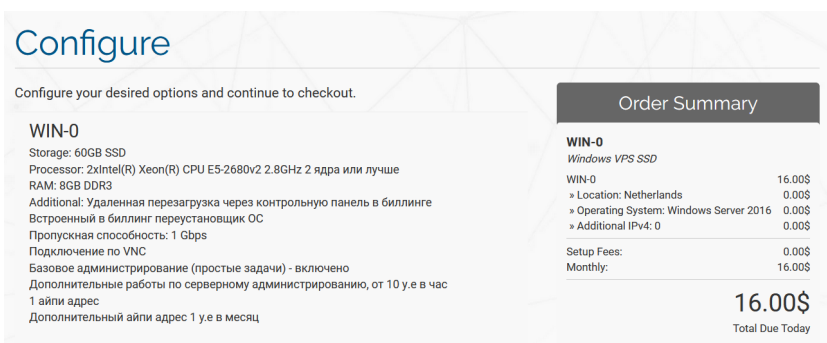 Configure
Configure your desired options and continue to checkout.
WIN-0
Storage: 60GB SSD
Processor: 2xIntel(R) Xeon(R) CPU E5-2680v2 2.8GHz 2 ядра или лучше
RAM: 8GB DDR3
Additional: Удаленная перезагрузка через контрольную панель в биллинге
Встроенный в биллинг переустановщик ОС
Пропускная способность: 1 Gbps
Подключение по VNC
Базовое администрирование (простые задачи) - включено
Дополнительные работы по серверному администрированию, от 10 у.е в час
1 айпи адрес
Дополнительный айпи адрес 1 у.е в месяц
Order Summary
WIN-0
Windows VPS SSD
WIN-0 16.00$
» Location: Netherlands 0.00$
» Operating System: Windows Server 2016 0.00$
» Additional IPv4: 0 0.00$
Setup Fees: 0.00$
Monthly: 16.00$
16.00$
Total Due Today